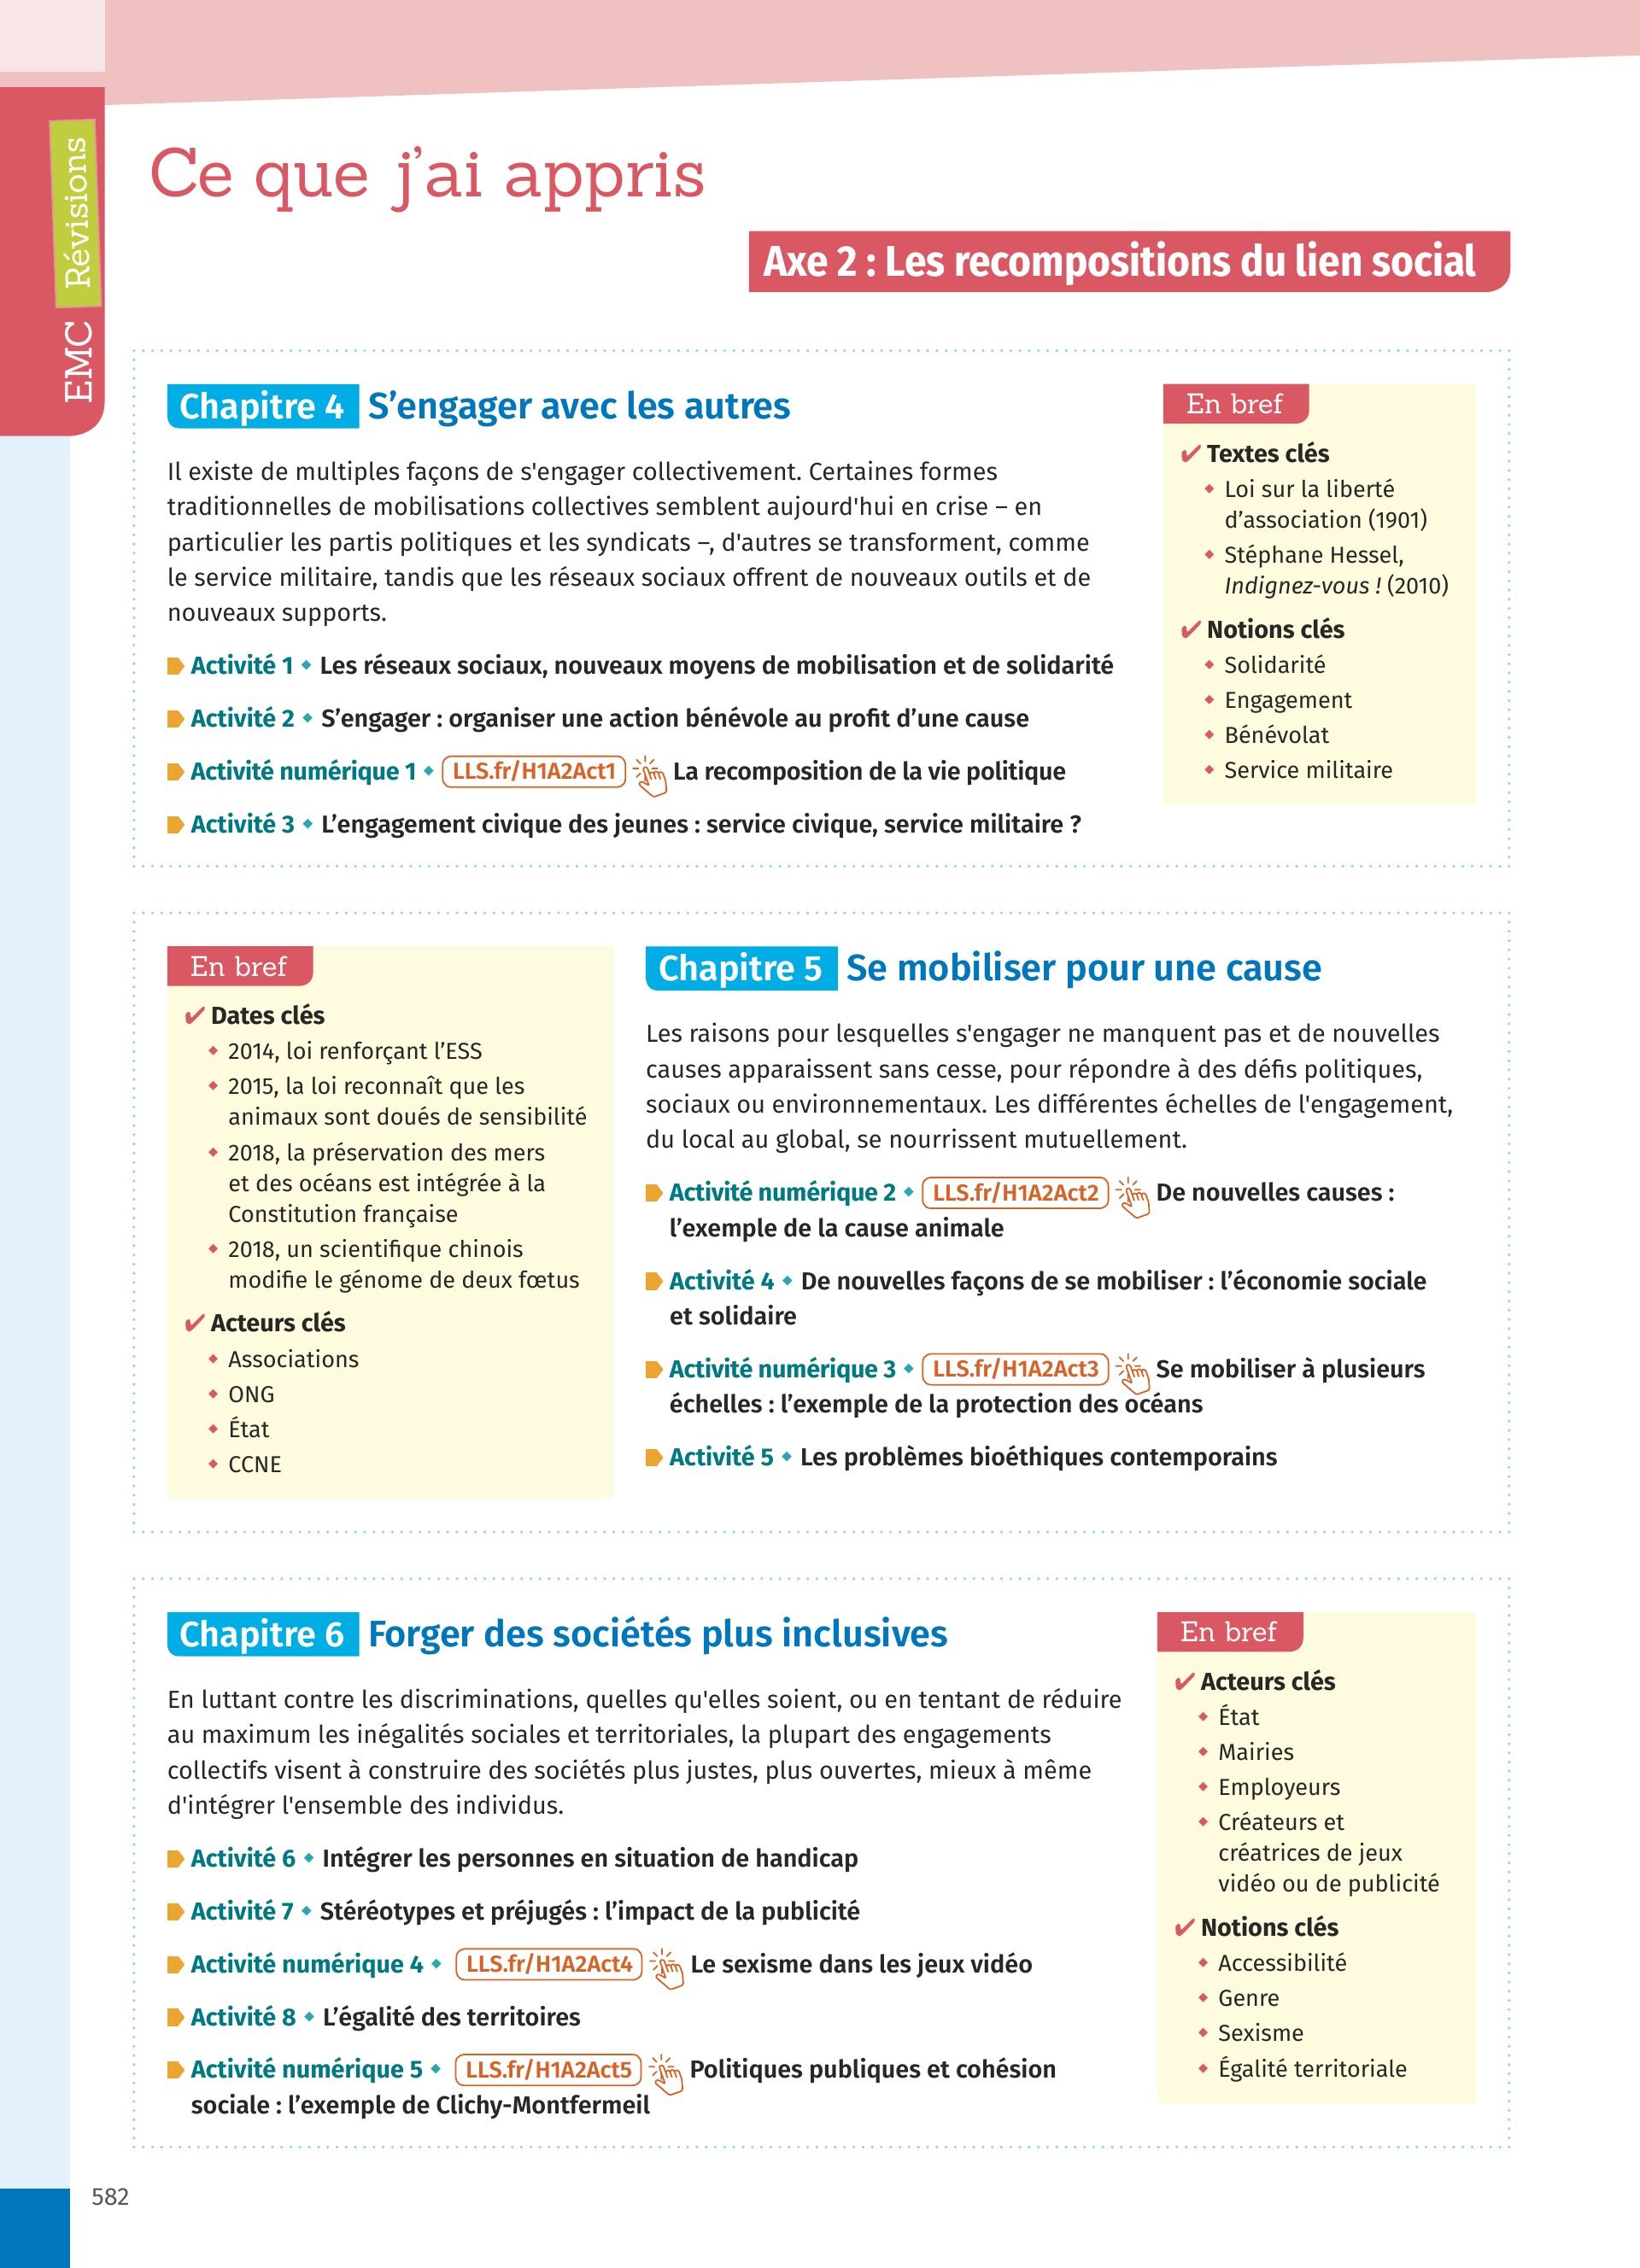 EMC Révisions
Ce que j’ai appris
Axe 2 : Les recompositions du lien social
Chapitre 4 S’engager avec les autres
Il existe de multiples façons de s'engager collectivement. Certaines formes
traditionnelles de mobilisations collectives semblent aujourd'hui en crise – en
particulier les partis politiques et les syndicats –, d'autres se transforment, comme
le service militaire, tandis que les réseaux sociaux offrent de nouveaux outils et de
nouveaux supports.
Activité 1 • Les réseaux sociaux, nouveaux moyens de mobilisation et de solidarité
Activité 2 • S’engager : organiser une action bénévole au profit d’une cause
Activité numérique 1 • LLS.fr/H1A2Act1 La recomposition de la vie politique
Activité 3 • L’engagement civique des jeunes : service civique, service militaire ?
En bref
✔ Textes clés
• Loi sur la liberté
d’association (1901)
• Stéphane Hessel,
Indignez-vous ! (2010)
✔ Notions clés
• Solidarité
• Engagement
• Bénévolat
• Service militaire
En bref
✔ Dates clés
• 2014, loi renforçant l’ESS
• 2015, la loi reconnaît que les
animaux sont doués de sensibilité
• 2018, la préservation des mers
et des océans est intégrée à la
Constitution française
• 2018, un scientifique chinois
modifie le génome de deux fœtus
✔ Acteurs clés
• Associations
• ONG
• État
• CCNE
Chapitre 5 Se mobiliser pour une cause
Les raisons pour lesquelles s'engager ne manquent pas et de nouvelles
causes apparaissent sans cesse, pour répondre à des défis politiques,
sociaux ou environnementaux. Les différentes échelles de l'engagement,
du local au global, se nourrissent mutuellement.
Activité numérique 2 • LLS.fr/H1A2Act2 De nouvelles causes :
l’exemple de la cause animale
Activité 4 • De nouvelles façons de se mobiliser : l’économie sociale
et solidaire
Activité numérique 3 • LLS.fr/H1A2Act3 Se mobiliser à plusieurs
échelles : l’exemple de la protection des océans
Activité 5 • Les problèmes bioéthiques contemporains
Chapitre 6 Forger des sociétés plus inclusives
En luttant contre les discriminations, quelles qu'elles soient, ou en tentant de réduire
au maximum les inégalités sociales et territoriales, la plupart des engagements
collectifs visent à construire des sociétés plus justes, plus ouvertes, mieux à même
d'intégrer l'ensemble des individus.
Activité 6 • Intégrer les personnes en situation de handicap
Activité 7 • Stéréotypes et préjugés : l’impact de la publicité
Activité numérique 4 • LLS.fr/H1A2Act4 Le sexisme dans les jeux vidéo
Activité 8 • L’égalité des territoires
Activité numérique 5 • LLS.fr/H1A2Act5 Politiques publiques et cohésion
sociale : l’exemple de Clichy-Montfermeil
En bref
✔ Acteurs clés
• État
• Mairies
• Employeurs
• Créateurs et
créatrices de jeux
vidéo ou de publicité
✔ Notions clés
• Accessibilité
• Genre
• Sexisme
• Égalité territoriale
582